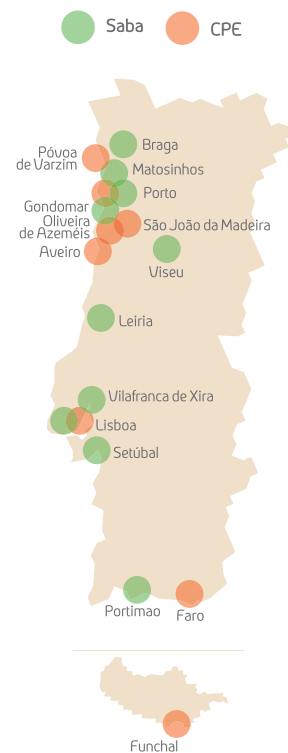 Saba
CPE
Braga
Póvoa
de Varzim
Matosinhos
Porto
Gondomar
Oliveira
de Azeméis
São João da Madeira
Aveiro
Viseu
Leiria
Vilafranca de Xira
Lisboa
Setúbal
Portimao
Faro
Funchal